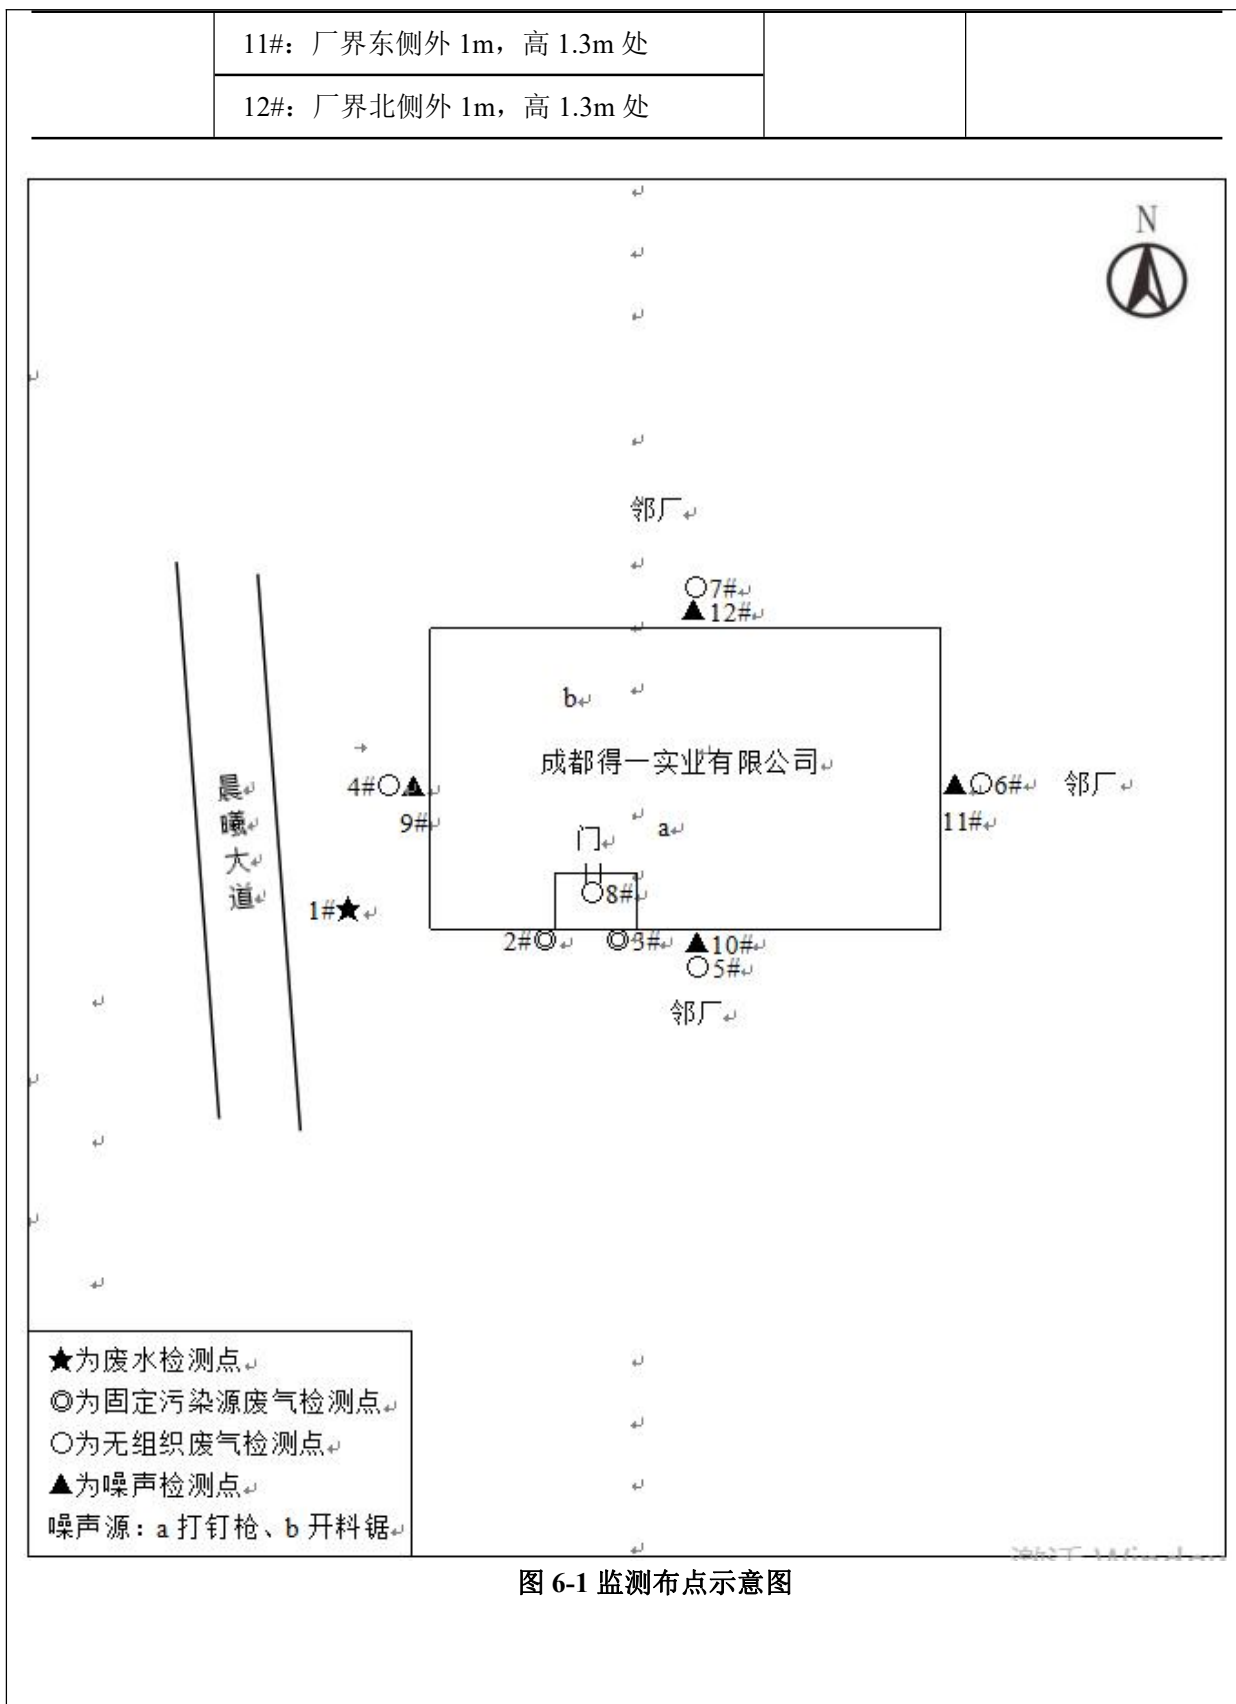 11#：厂界东侧外 1m，高 1.3m 处
12#：厂界北侧外 1m，高 1.3m 处
N
邻厂
7#
12#
b
成都得一实业有限公司
4#
9#
6#
11#
邻厂
a
门
8#
晨曦大道
1#
2#
3#
10#
5#
邻厂
★为废水检测点
◎为固定污染源废气检测点
○为无组织废气检测点
▲为噪声检测点
噪声源：a 打钉枪、b 开料锯
图 6-1 监测布点示意图